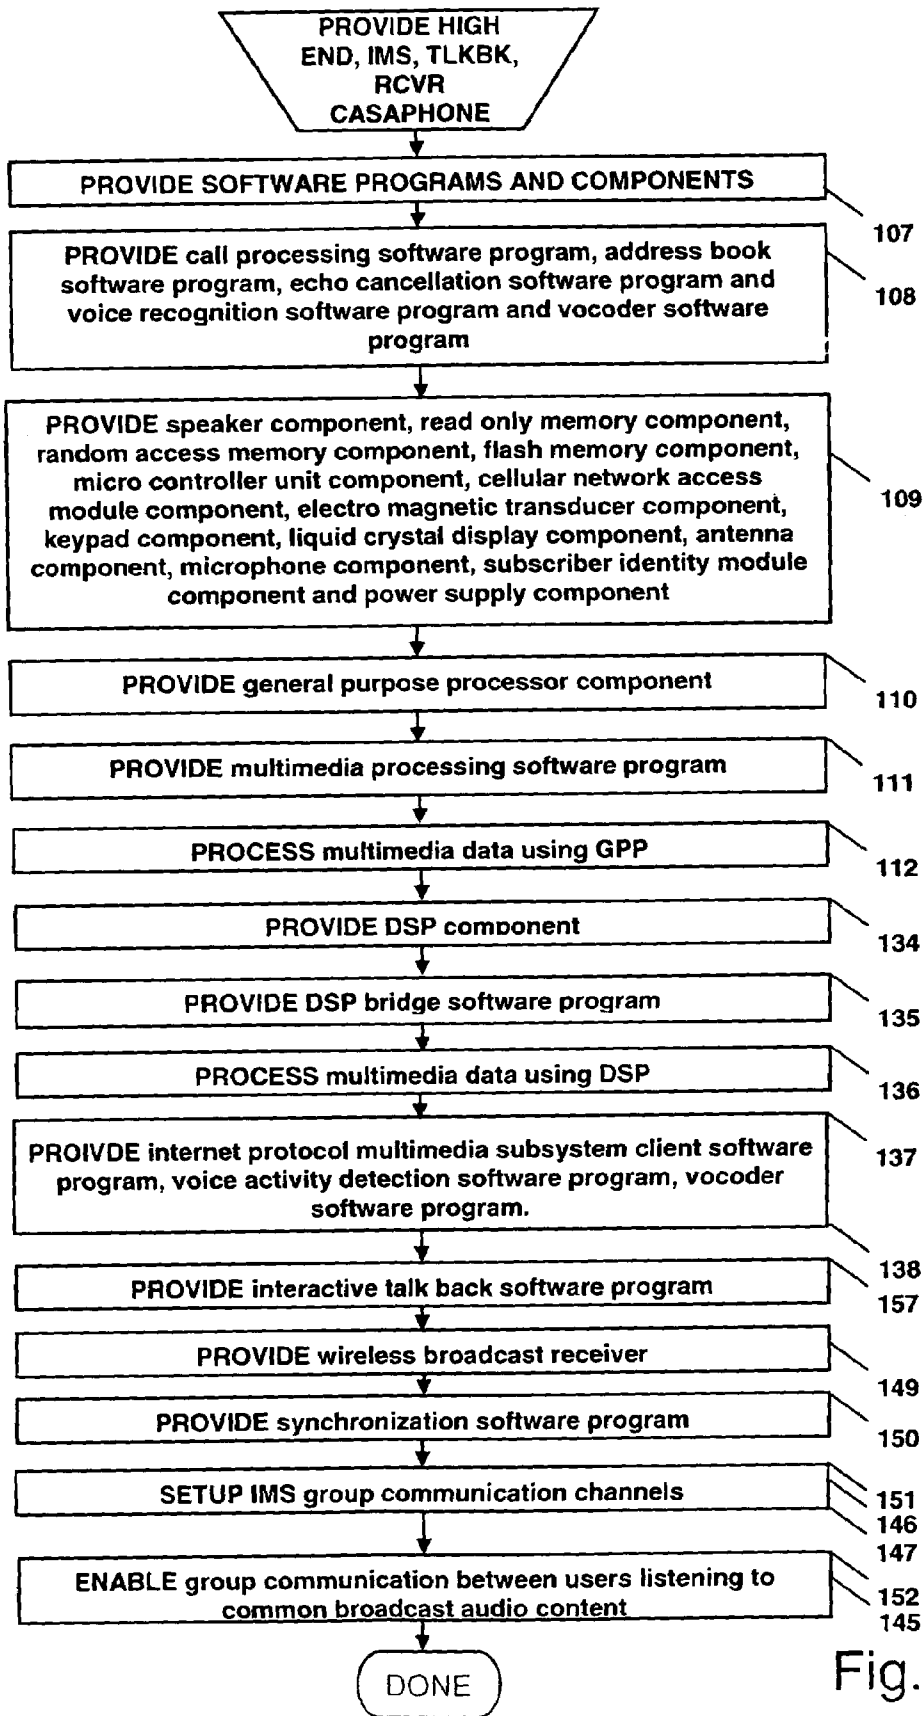 PROVIDE HIGH
END, IMS, TLKBK,
RCVR
CASAPHONE
PROVIDE SOFTWARE PROGRAMS AND COMPONENTS
107
PROVIDE call processing software program, address book
software program, echo cancellation software program and
voice recognition software program and vocoder software
program
108
PROVIDE speaker component, read only memory component,
random access memory component, flash memory component,
micro controller unit component, cellular network access
module component, electro magnetic transducer component,
keypad component, liquid crystal display component, antenna
component, microphone component, subscriber identity module
component and power supply component
109
PROVIDE general purpose processor component
110
PROVIDE multimedia processing software program
111
PROCESS multimedia data using GPP
112
PROVIDE DSP component
134
PROVIDE DSP bridge software program
135
PROCESS multimedia data using DSP
136
PROIVDE internet protocol multimedia subsystem client software
program, voice activity detection software program, vocoder
software program.
137
138
PROVIDE interactive talk back software program
157
PROVIDE wireless broadcast receiver
149
PROVIDE synchronization software program
150
SETUP IMS group communication channels
151
146
147
ENABLE group communication between users listening to
common broadcast audio content
152
145
DONE
Fig.